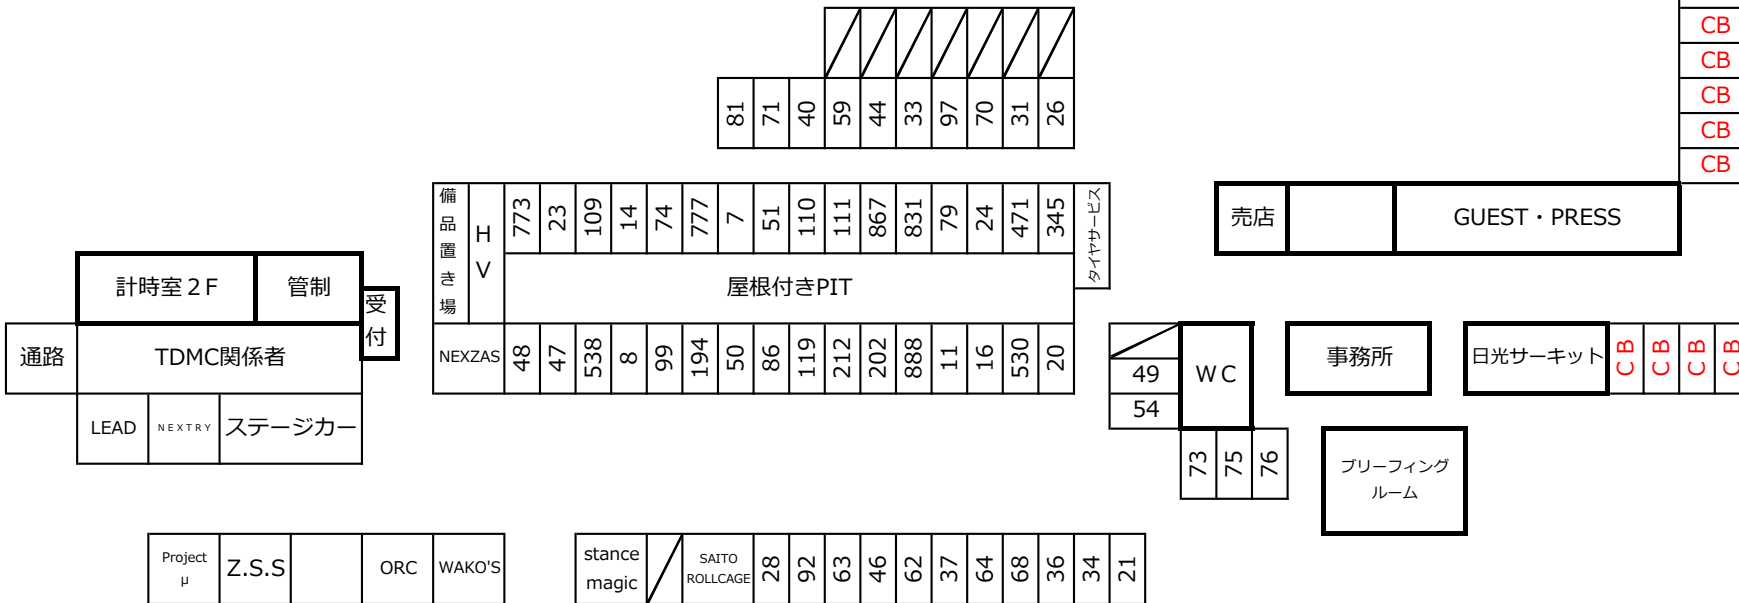 CB
CB
CB
CB
CB
81 71 40 59 44 33 97 70 31 26
備品置き場
HV
773 23 109 14 74 777 7 51 110 111 867 831 79 24 471 345
タイヤサービス
売店
GUEST・PRESS
計時室２F
管制
受付
屋根付きPIT
通路
TDMC関係者
NEXZAS
48 47 538 8 99 194 50 86 119 212 202 888 11 16 530 20
49
54
ＷＣ
事務所
日光サーキット
CB CB CB CB
LEAD
NEXTRY
ステージカー
73 75 76
ブリーフィング
ルーム
Project
μ
Z.S.S
ORC
WAKO'S
stance
magic
SAITO
ROLLCAGE
28 92 63 46 62 37 64 68 36 34 21